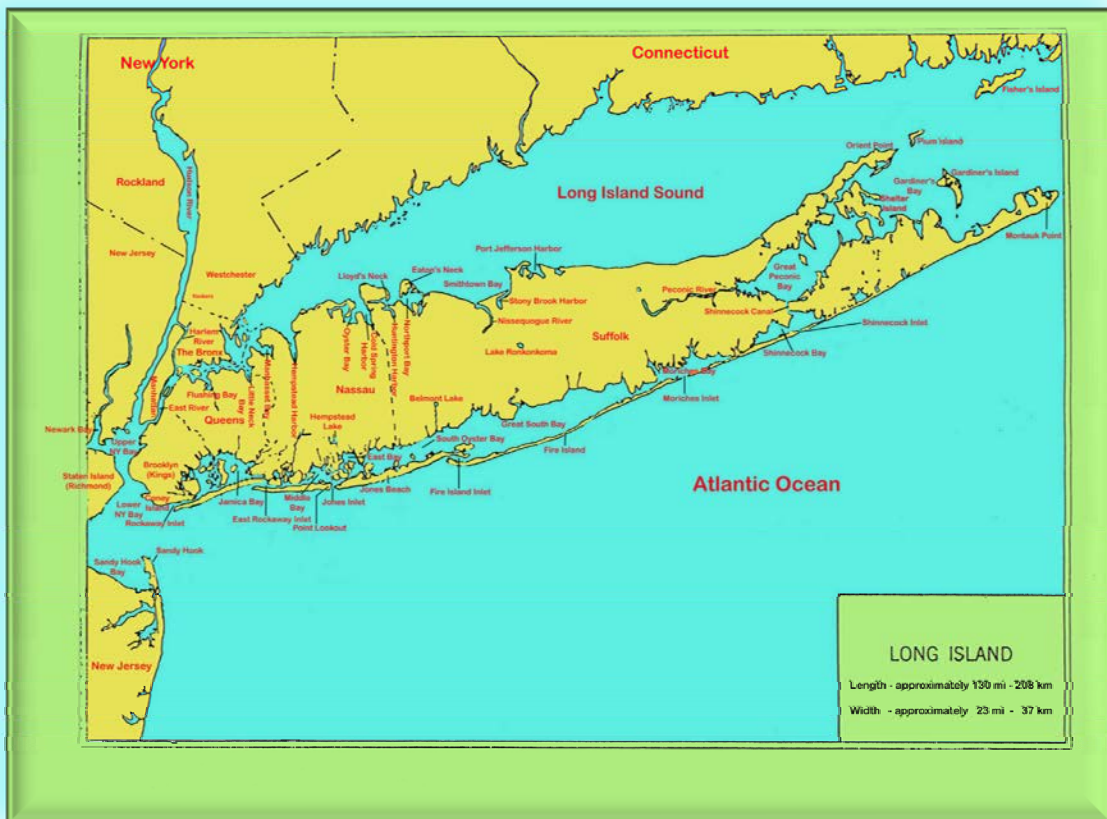 New York
Connecticut
Fisher's Island
Plum Island
Orient Point
Gardiner's Island
Gardiner's
Bay
Shelter
Island
Montauk Point
Rockland
Hudson River
Long Island Sound
New Jersey
Westchester
Yonkers
Port Jefferson Harbor
Eaton's Neck
Lloyd's Neck
Smithtown Bay
Stony Brook Harbor
Nissequogue River
Great
Peconic
Bay
Peconic River
Shinnecock Canal
Shinnecock Inlet
Shinnecock Bay
Suffolk
Lake Ronkonkoma
Harlem
River
The Bronx
Manhattan
East River
Flushing Bay
Queens
Little Neck
Bay
Manhasset Bay
Hempstead Harbor
Oyster Bay
Cold Spring
Harbor
Huntington Harbor
Northport Bay
Nassau
Belmont Lake
Hempstead
Lake
Moriches Bay
Moriches Inlet
Great South Bay
South Oyster Bay
East Bay
Fire Island
Newark Bay
Upper
NY Bay
Brooklyn
(Kings)
Staten Island
(Richmond)
Coney
Island
Lower
NY Bay
Rockaway Inlet
Jamica Bay
East Rockaway Inlet
Middle
Bay
Point Lookout
Jones Inlet
Jones Beach
Fire Island Inlet
Atlantic Ocean
Sandy Hook
Sandy Hook
Bay
New Jersey
LONG ISLAND
Length - approximately 130 mi - 208 km
Width - approximately 23 mi - 37 km